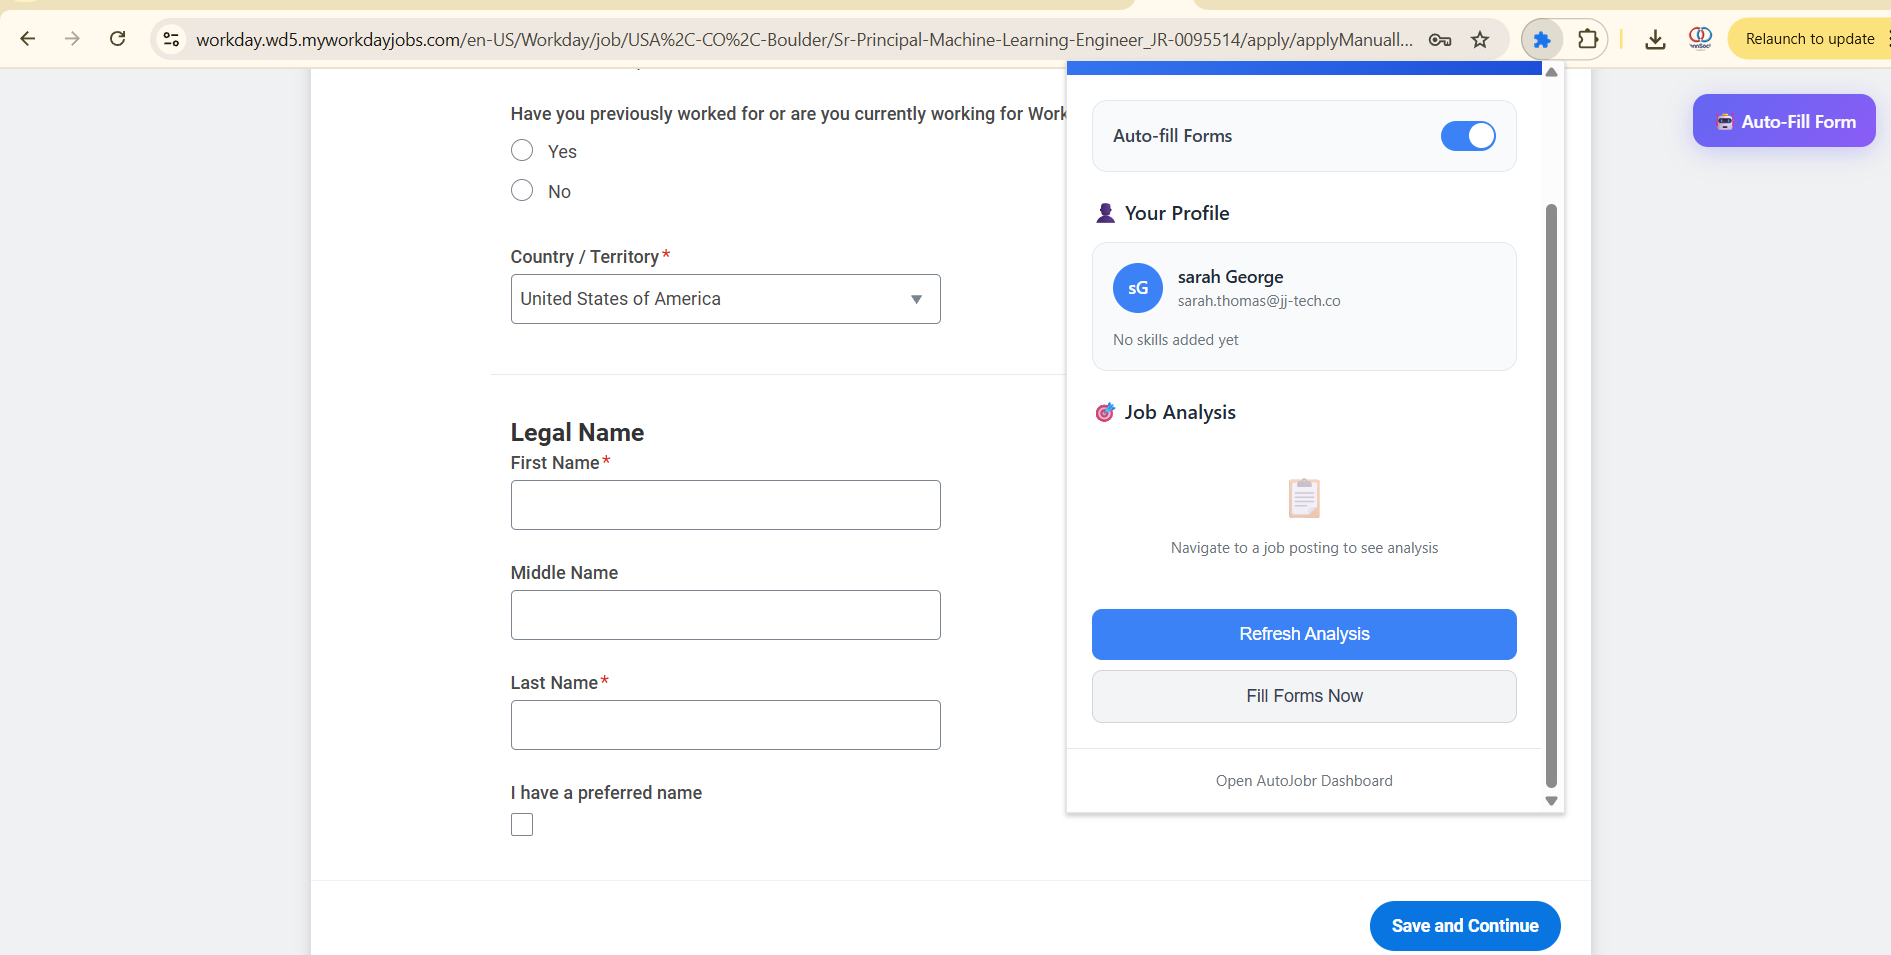 workday.wd5.myworkdayjobs.com/en-US/Workday/job/USA%2C-CO%2C-Boulder/Sr-Principal-Machine-Learning-Engineer_JR-0095514/apply/applyManuall...
Relaunch to update
Have you previously worked for or are you currently working for Work
Yes
No
Country / Territory*
United States of America
Legal Name
First Name*
Middle Name
Last Name*
I have a preferred name
Save and Continue
Auto-fill Forms
Your Profile
sG
sarah George
sarah.thomas@jj-tech.co
No skills added yet
Job Analysis
Navigate to a job posting to see analysis
Refresh Analysis
Fill Forms Now
Open AutoJobr Dashboard
Auto-Fill Form